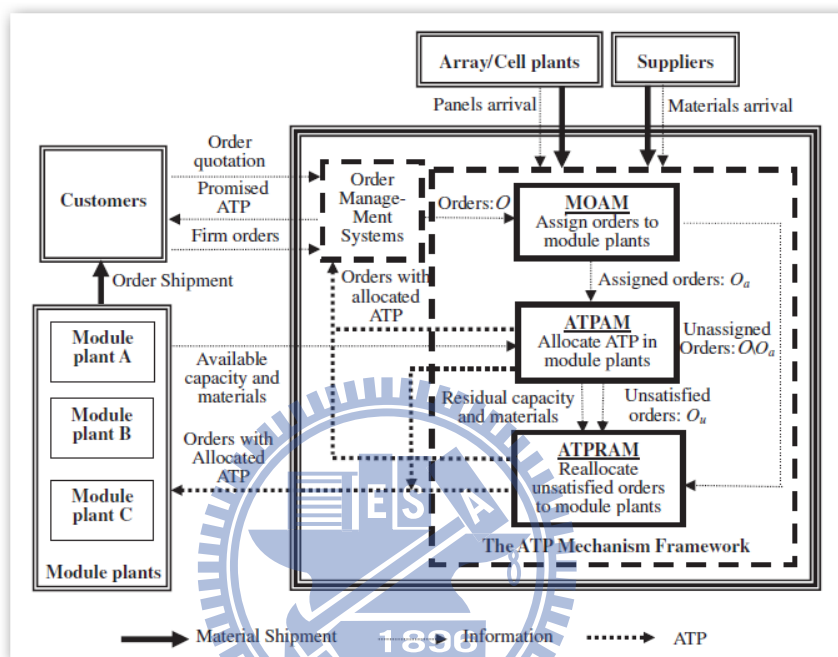 Array/Cell plants
Suppliers
Panels arrival
Materials arrival
Customers
Order
quotation
Promised
ATP
Firm orders
Order
Manage-
Ment
Systems
Orders: O
MOAM
Assign orders to
module plants
Order Shipment
Orders with
allocated
ATP
Assigned orders: Oₐ
Module
plant A
Module
plant B
Module
plant C
Module plants
Available
capacity and
materials
ATPAM
Allocate ATP in
module plants
Unassigned
Orders: O\Oₐ
Residual capacity
and materials
Unsatisfied
orders: Oᵤ
Orders with
Allocated
ATP
ATPRAM
Reallocate
unsatisfied orders
to module plants
The ATP Mechanism Framework
ESA
1896
Material Shipment
Information
ATP